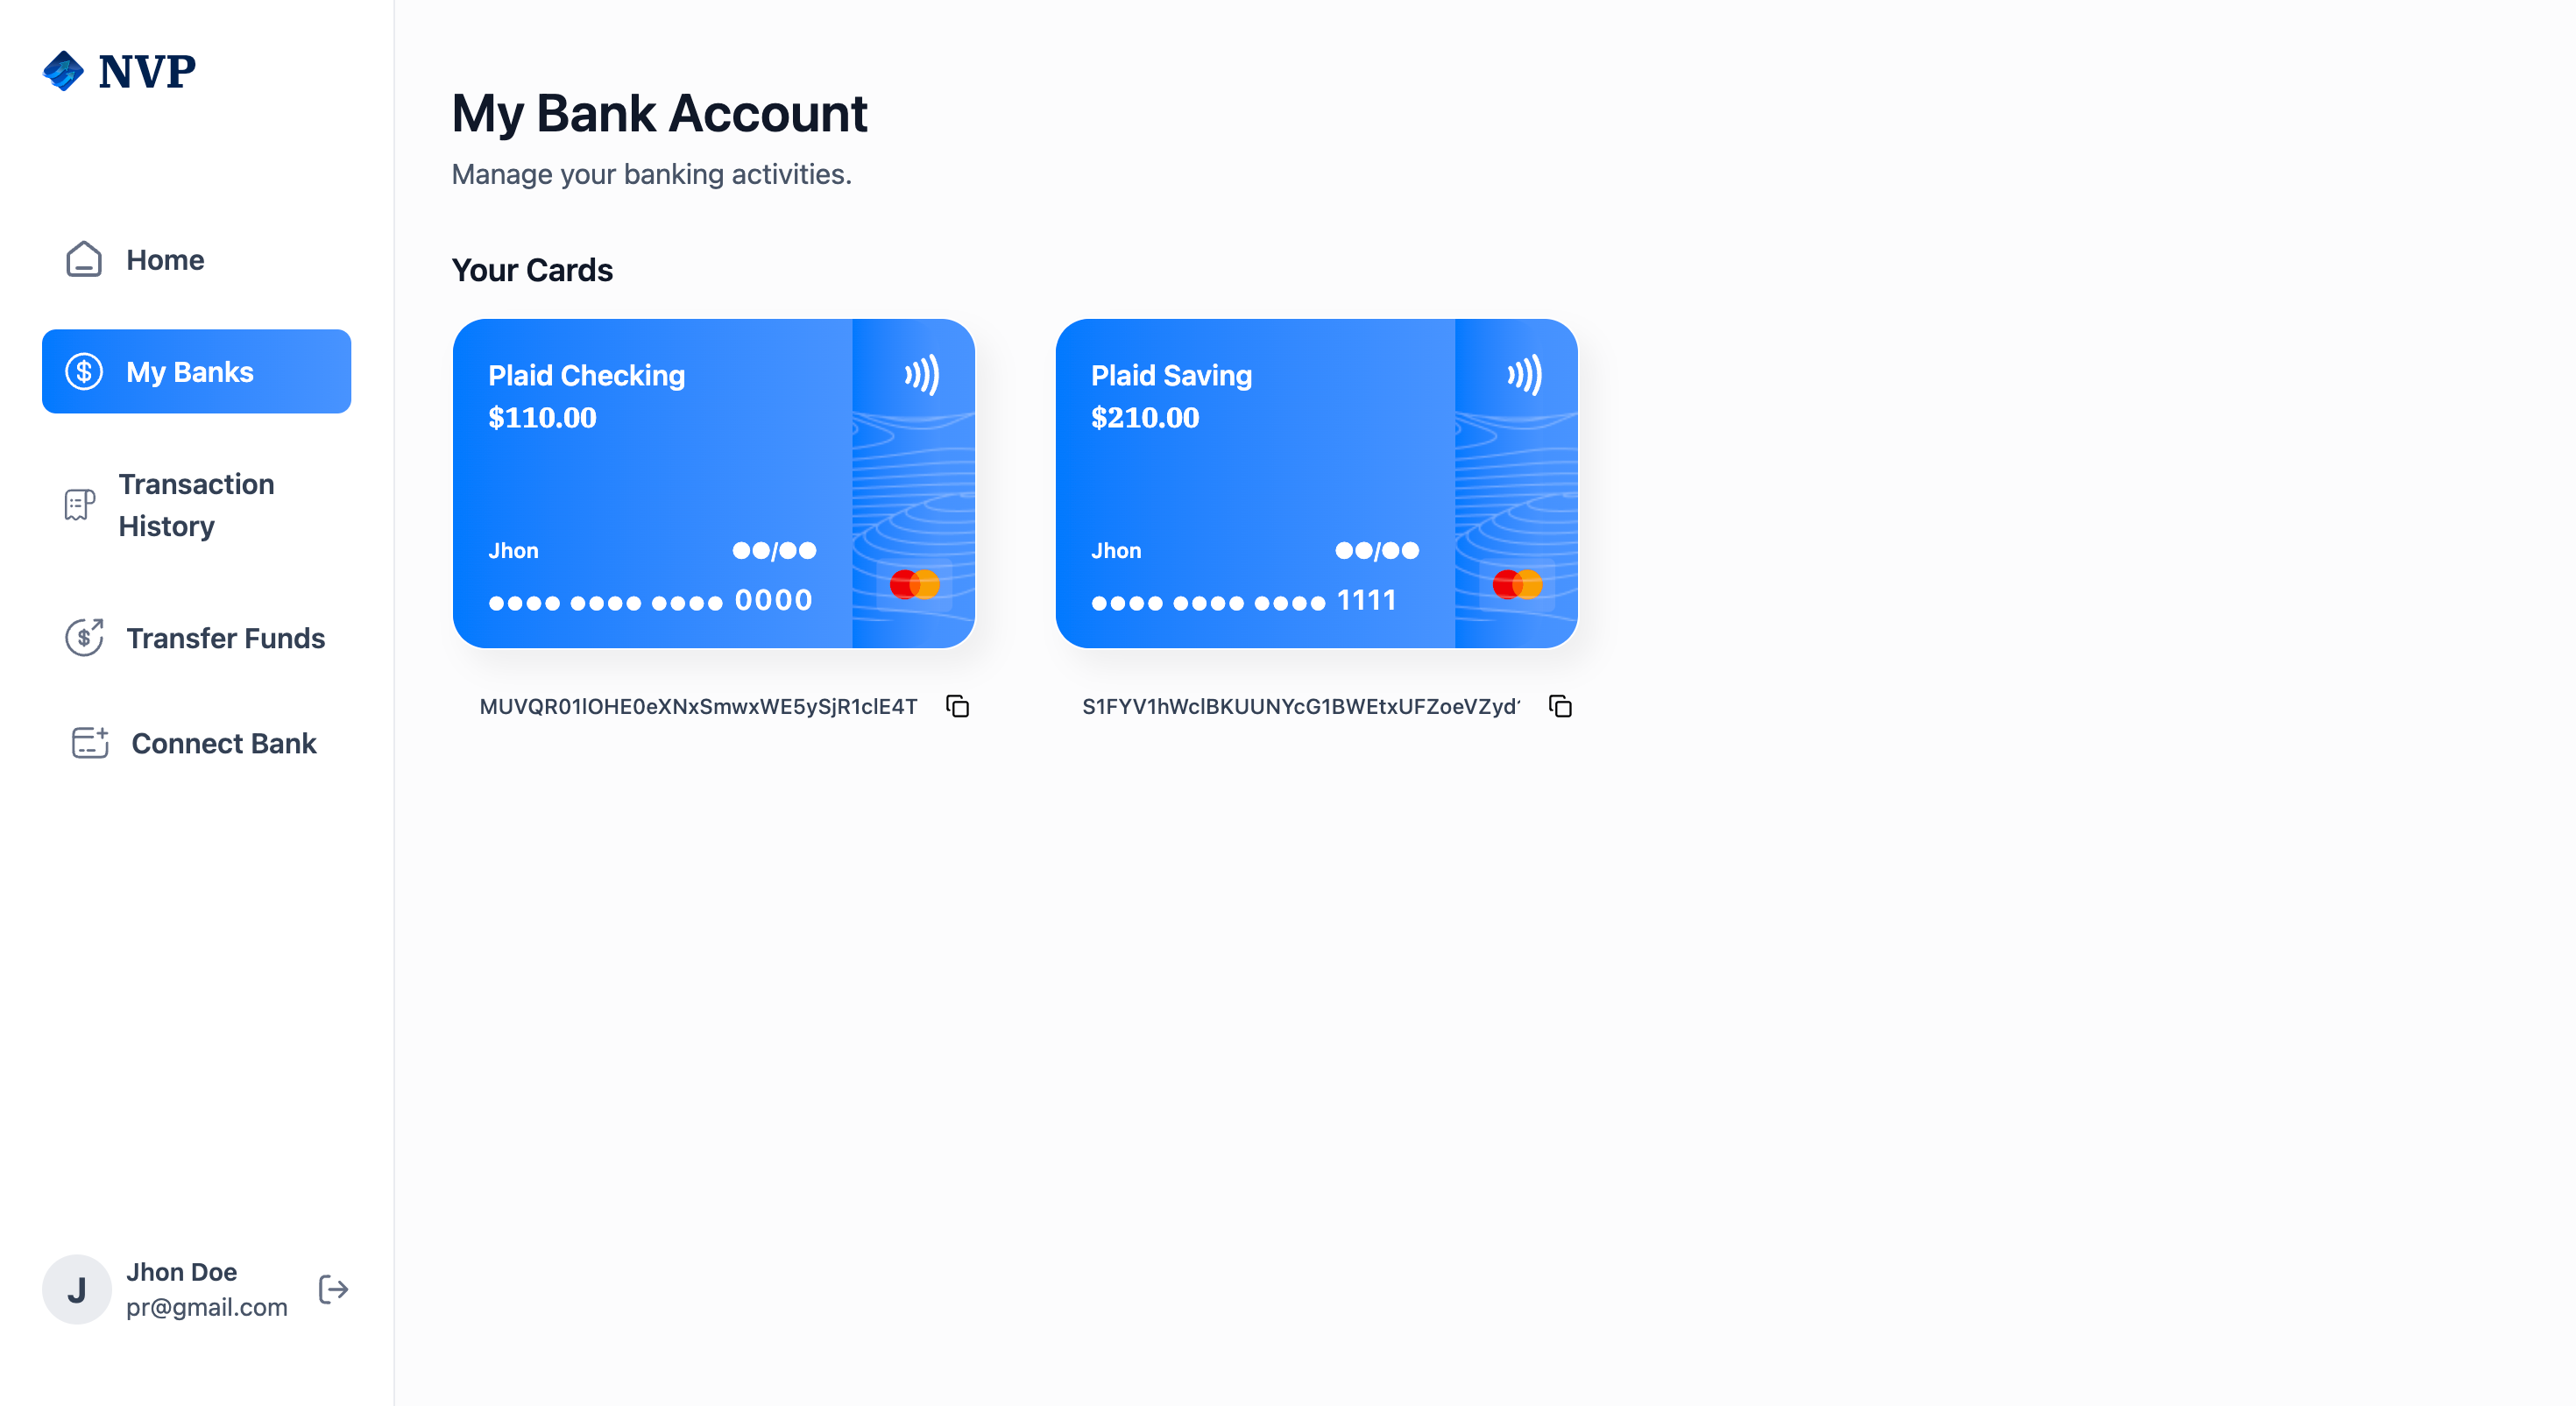 NVP
Home
My Banks
Transaction
History
Transfer Funds
Connect Bank
J
Jhon Doe
pr@gmail.com
My Bank Account
Manage your banking activities.
Your Cards
Plaid Checking
$110.00
Jhon
●●/●●
●●●● ●●●● ●●●● 0000
MUVQR01lOHE0eXNxSmwxWE5ySjR1clE4T
Plaid Saving
$210.00
Jhon
●●/●●
●●●● ●●●● ●●●● 1111
S1FYV1hWclBKUUNYcG1BWEtxUFZoeVZyd